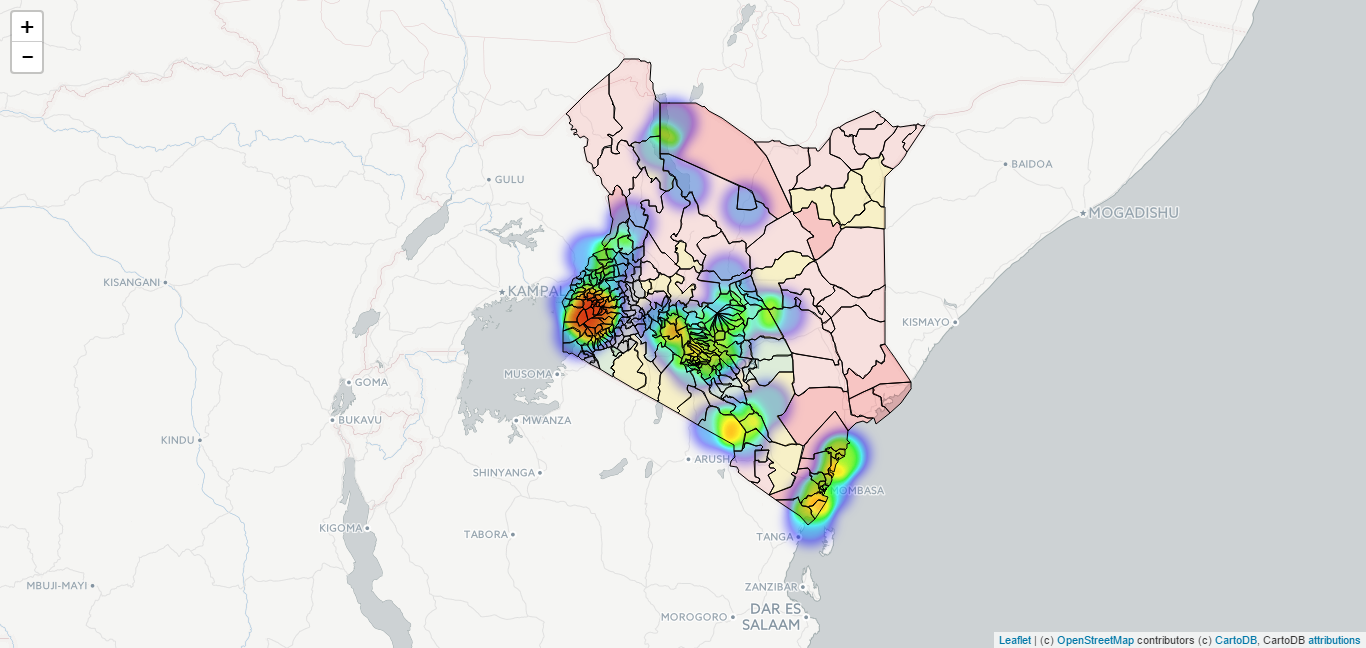 +
−
BAIDOA
GULU
★ MOGADISHU
KISANGANI
★ KAMPAL
KISMAYO
MUSOMA
GOMA
BUKAVU
MWANZA
KINDU
ARUSHA
SHINYANGA
MOMBASA
KIGOMA
TABORA
TANGA
MBUJI-MAYI
ZANZIBAR
MOROGORO
DAR ES
SALAAM
Leaflet | (c) OpenStreetMap contributors (c) CartoDB, CartoDB attributions